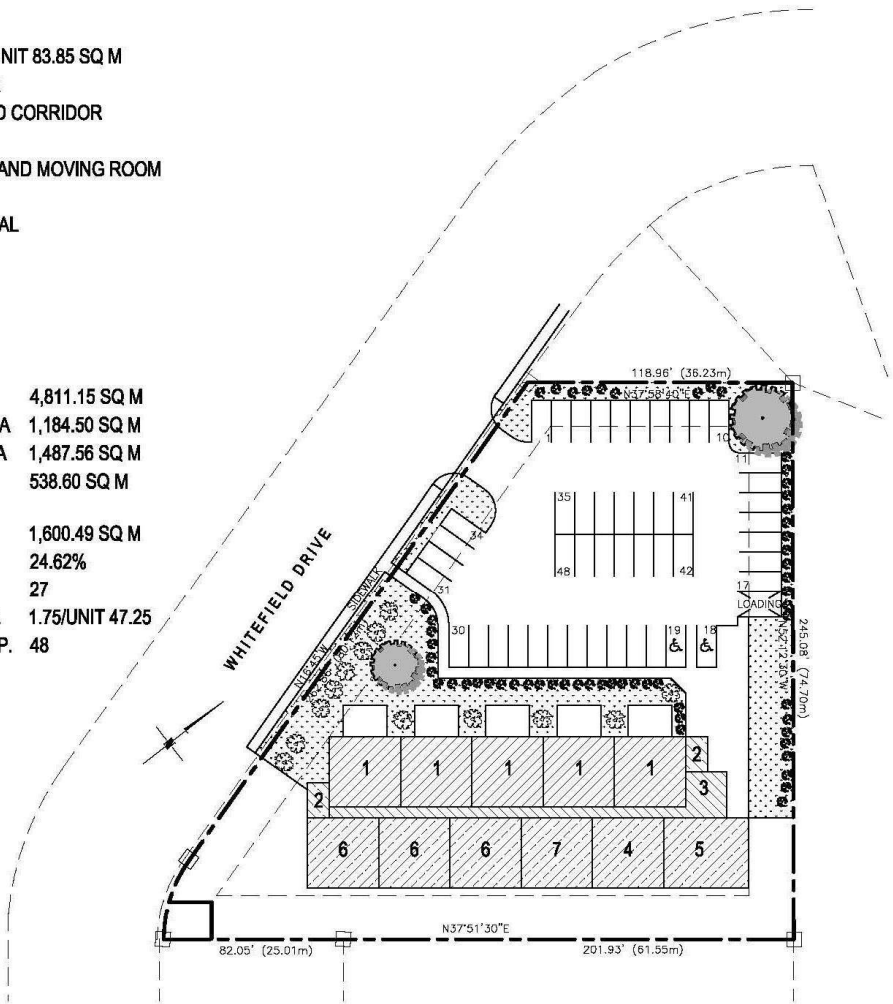 NIT 83.85 SQ M
D CORRIDOR
AND MOVING ROOM
AL
4,811.15 SQ M
A 1,184.50 SQ M
A 1,487.56 SQ M
538.60 SQ M
1,600.49 SQ M
24.62%
27
1.75/UNIT 47.25
P. 48
118.96' (36.23m)
N37°58'40"E
1
10
11
35
41
34
48
42
31
17
LOADING
WHITEFIELD DRIVE
SIDEWALK
30
19
18
245.08' (74.70m)
1
1
1
1
1
2
3
2
6
6
6
7
4
5
N37°51'30"E
82.05' (25.01m)
201.93' (61.55m)